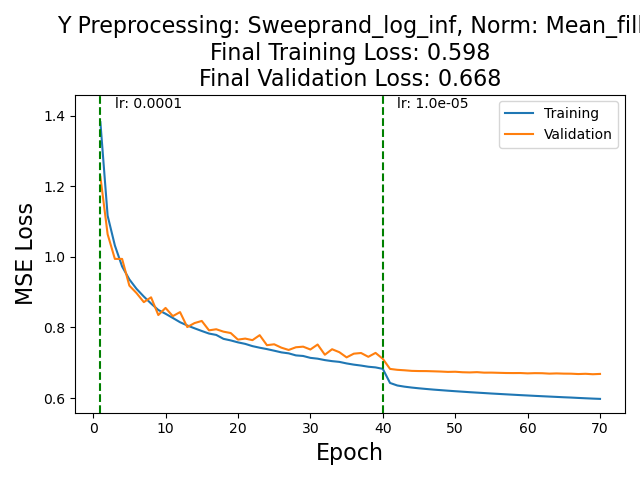 Y Preprocessing: Sweeprand_log_inf, Norm: Mean_fill
Final Training Loss: 0.598
Final Validation Loss: 0.668
lr: 0.0001
lr: 1.0e-05
Training
Validation
MSE Loss
1.4
1.2
1.0
0.8
0.6
0 10 20 30 40 50 60 70
Epoch